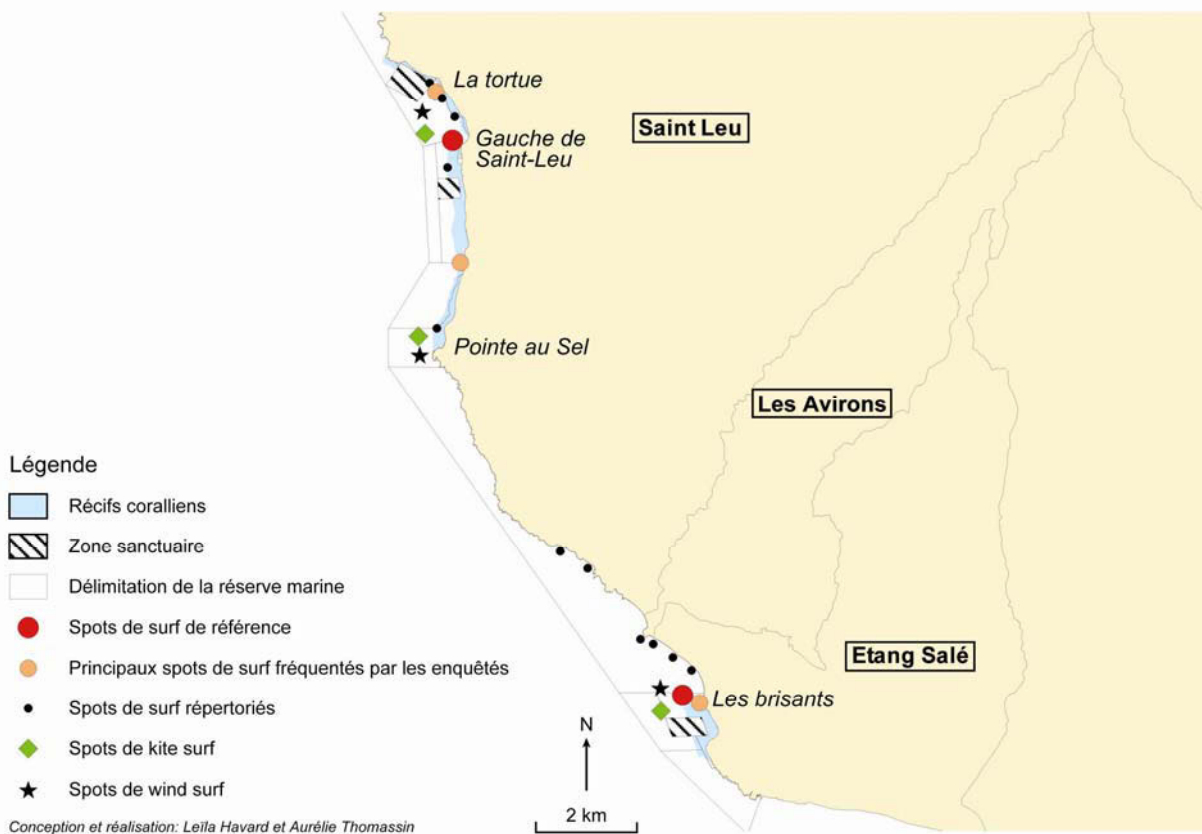 La tortue
Saint Leu
Gauche de
Saint-Leu
Pointe au Sel
Les Avirons
Légende
Récifs coralliens
Zone sanctuaire
Délimitation de la réserve marine
Spots de surf de référence
Principaux spots de surf fréquentés par les enquêtés
Spots de surf répertoriés
Spots de kite surf
Spots de wind surf
Conception et réalisation: Leïla Havard et Aurélie Thomassin
Etang Salé
Les brisants
N
2 km